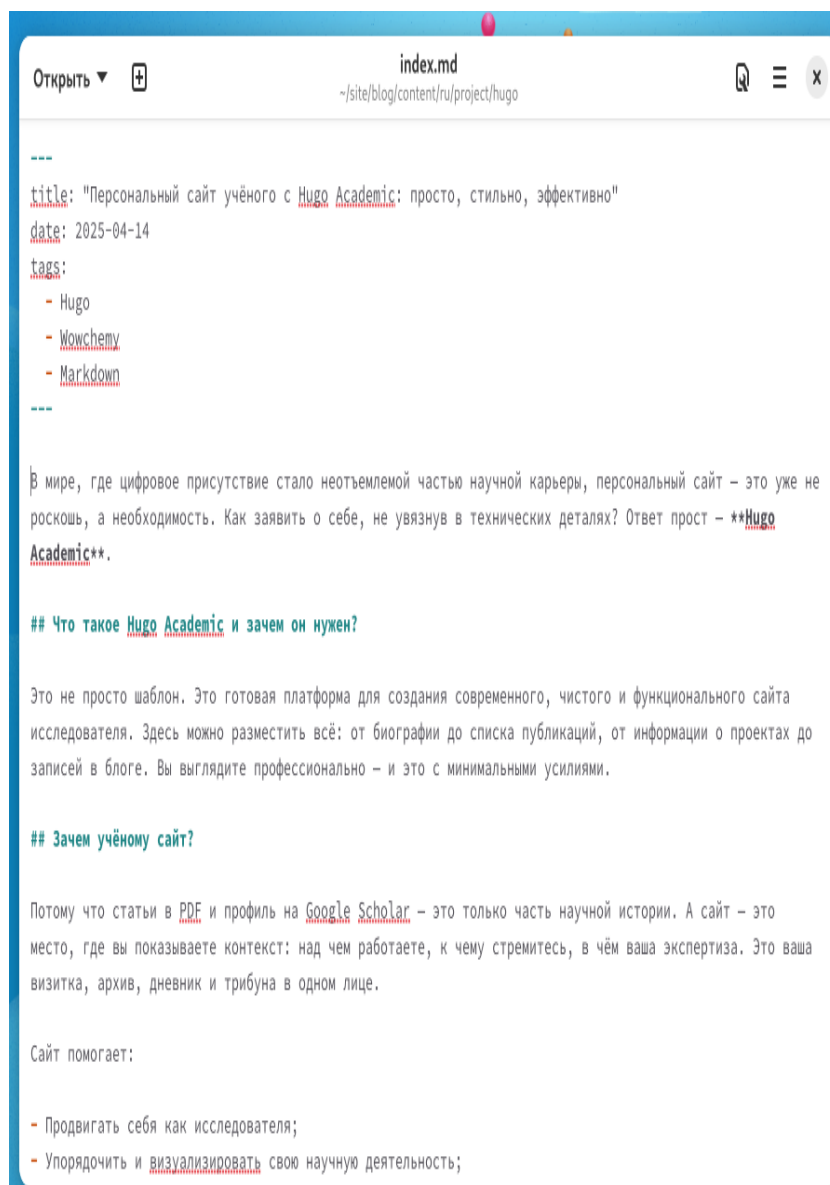 Открыть
index.md
~/site/blog/content/ru/project/hugo
---
title: "Персональный сайт учёного с Hugo Academic: просто, стильно, эффективно"
date: 2025-04-14
tags:
  - Hugo
  - Wowchemy
  - Markdown
---
В мире, где цифровое присутствие стало неотъемлемой частью научной карьеры, персональный сайт — это уже не
роскошь, а необходимость. Как заявить о себе, не увязнув в технических деталях? Ответ прост — **Hugo
Academic**.
## Что такое Hugo Academic и зачем он нужен?
Это не просто шаблон. Это готовая платформа для создания современного, чистого и функционального сайта
исследователя. Здесь можно разместить всё: от биографии до списка публикаций, от информации о проектах до
записей в блоге. Вы выглядите профессионально — и это с минимальными усилиями.
## Зачем учёному сайт?
Потому что статьи в PDF и профиль на Google Scholar — это только часть научной истории. А сайт — это
место, где вы показываете контекст: над чем работаете, к чему стремитесь, в чём ваша экспертиза. Это ваша
визитка, архив, дневник и трибуна в одном лице.
Сайт помогает:
- Продвигать себя как исследователя;
- Упорядочить и визуализировать свою научную деятельность;